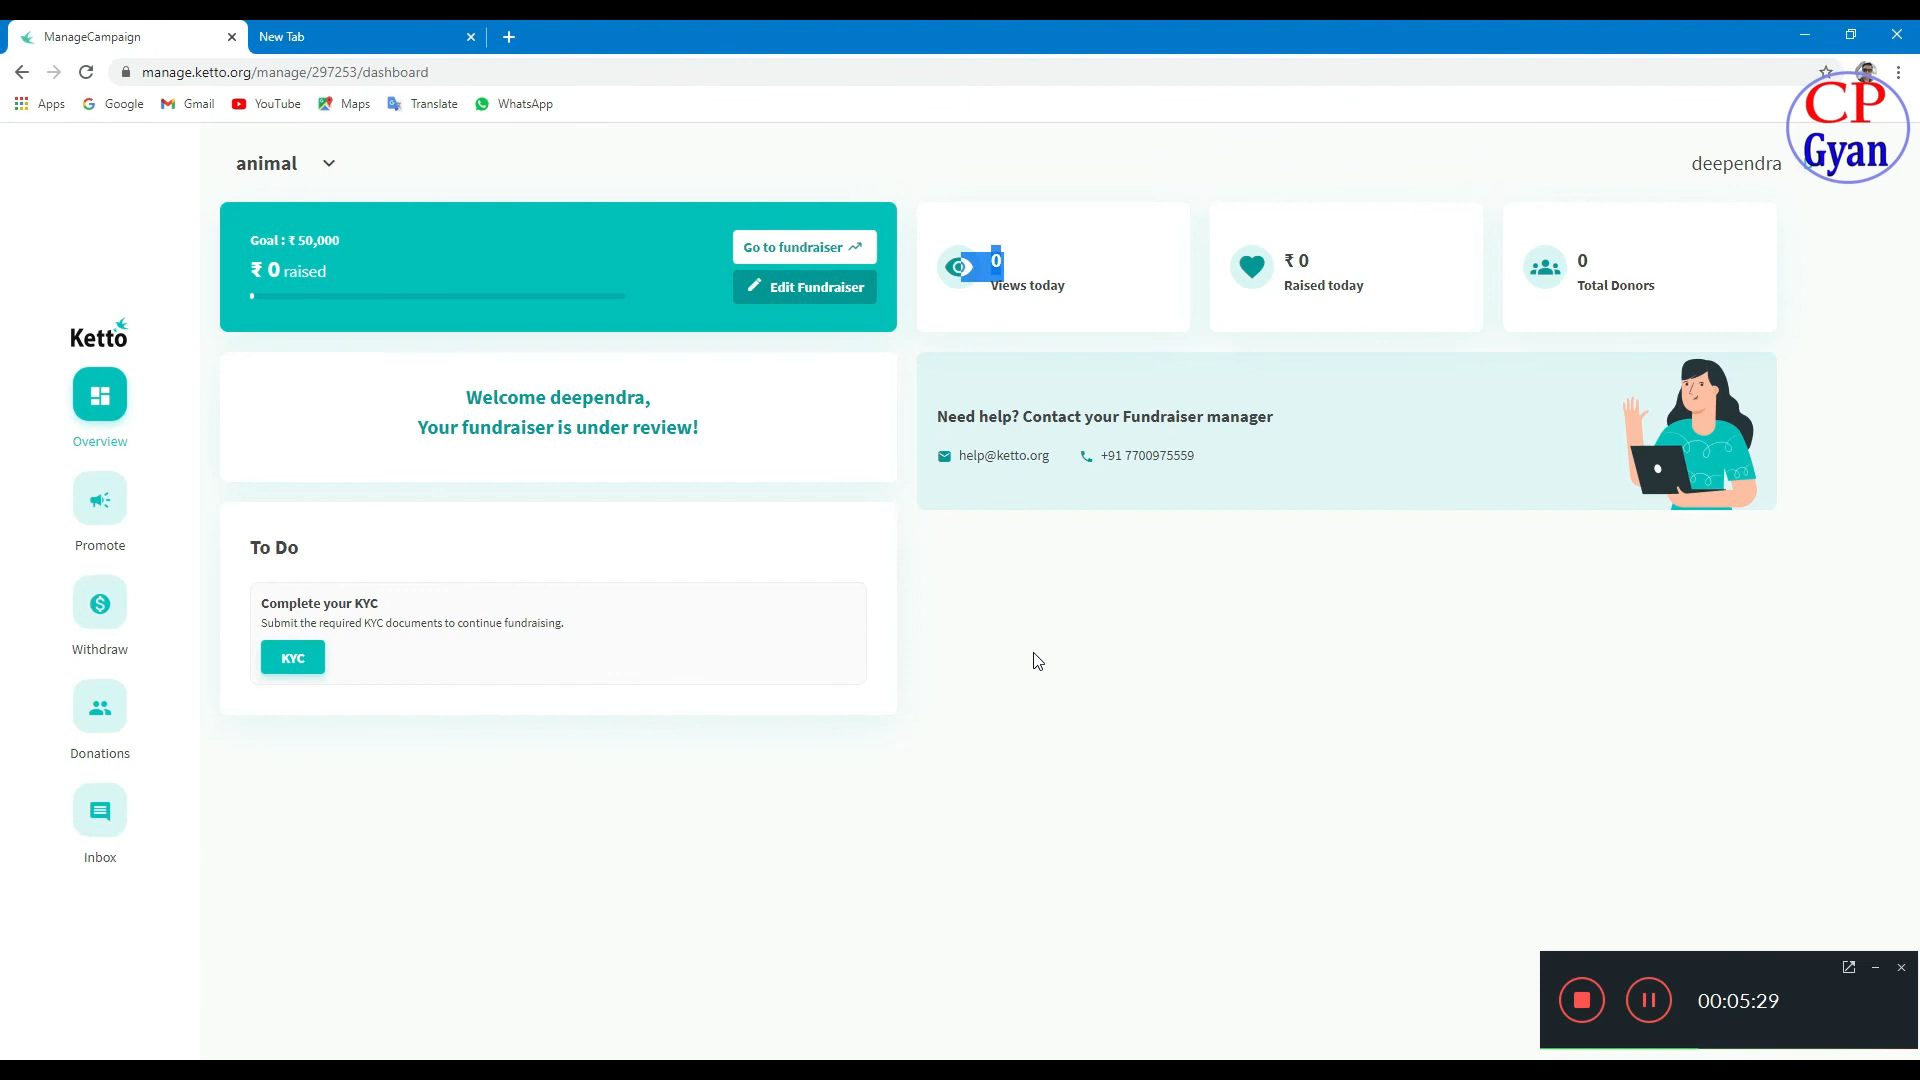 ManageCampaign
New Tab
manage.ketto.org/manage/297253/dashboard
Apps
Google
Gmail
YouTube
Maps
Translate
WhatsApp
CP
Gyan
animal
deependra
Goal : ₹ 50,000
₹ 0 raised
Go to fundraiser
Edit Fundraiser
0
Views today
₹ 0
Raised today
0
Total Donors
Ketto
Overview
Promote
Withdraw
Donations
Inbox
Welcome deependra,
Your fundraiser is under review!
Need help? Contact your Fundraiser manager
help@ketto.org
+91 7700975559
To Do
Complete your KYC
Submit the required KYC documents to continue fundraising.
KYC
00:05:29